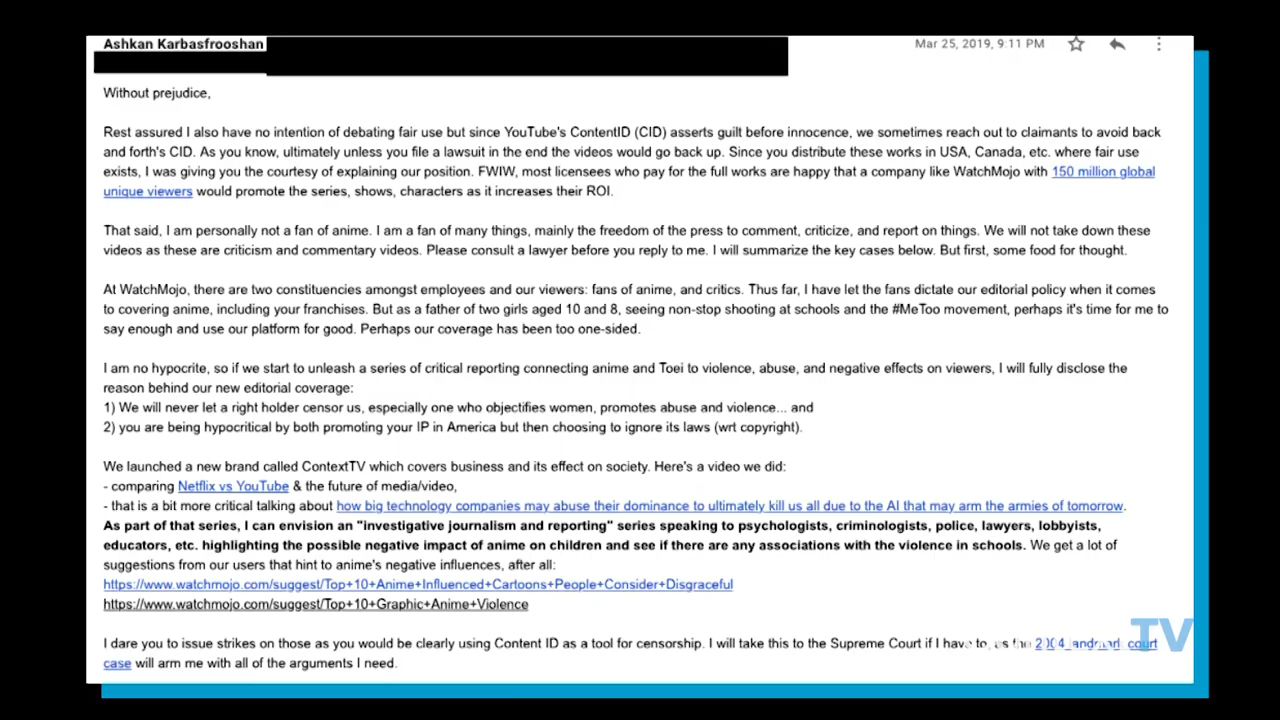 Ashkan Karbasfrooshan
Mar 25, 2019, 9:11 PM
Without prejudice,
Rest assured I also have no intention of debating fair use but since YouTube's ContentID (CID) asserts guilt before innocence, we sometimes reach out to claimants to avoid back
and forth's CID. As you know, ultimately unless you file a lawsuit in the end the videos would go back up. Since you distribute these works in USA, Canada, etc. where fair use
exists, I was giving you the courtesy of explaining our position. FWIW, most licensees who pay for the full works are happy that a company like WatchMojo with 150 million global
unique viewers would promote the series, shows, characters as it increases their ROI.
That said, I am personally not a fan of anime. I am a fan of many things, mainly the freedom of the press to comment, criticize, and report on things. We will not take down these
videos as these are criticism and commentary videos. Please consult a lawyer before you reply to me. I will summarize the key cases below. But first, some food for thought.
At WatchMojo, there are two constituencies amongst employees and our viewers: fans of anime, and critics. Thus far, I have let the fans dictate our editorial policy when it comes
to covering anime, including your franchises. But as a father of two girls aged 10 and 8, seeing non-stop shooting at schools and the #MeToo movement, perhaps it's time for me to
say enough and use our platform for good. Perhaps our coverage has been too one-sided.
I am no hypocrite, so if we start to unleash a series of critical reporting connecting anime and Toei to violence, abuse, and negative effects on viewers, I will fully disclose the
reason behind our new editorial coverage:
1) We will never let a right holder censor us, especially one who objectifies women, promotes abuse and violence... and
2) you are being hypocritical by both promoting your IP in America but then choosing to ignore its laws (wrt copyright).
We launched a new brand called ContextTV which covers business and its effect on society. Here's a video we did:
- comparing Netflix vs YouTube & the future of media/video,
- that is a bit more critical talking about how big technology companies may abuse their dominance to ultimately kill us all due to the AI that may arm the armies of tomorrow.
As part of that series, I can envision an "investigative journalism and reporting" series speaking to psychologists, criminologists, police, lawyers, lobbyists,
educators, etc. highlighting the possible negative impact of anime on children and see if there are any associations with the violence in schools. We get a lot of
suggestions from our users that hint to anime's negative influences, after all:
https://www.watchmojo.com/suggest/Top+10+Anime+Influenced+Cartoons+People+Consider+Disgraceful
https://www.watchmojo.com/suggest/Top+10+Graphic+Anime+Violence
I dare you to issue strikes on those as you would be clearly using Content ID as a tool for censorship. I will take this to the Supreme Court if I have to, as the 2004 landmark court
case will arm me with all of the arguments I need.
TV